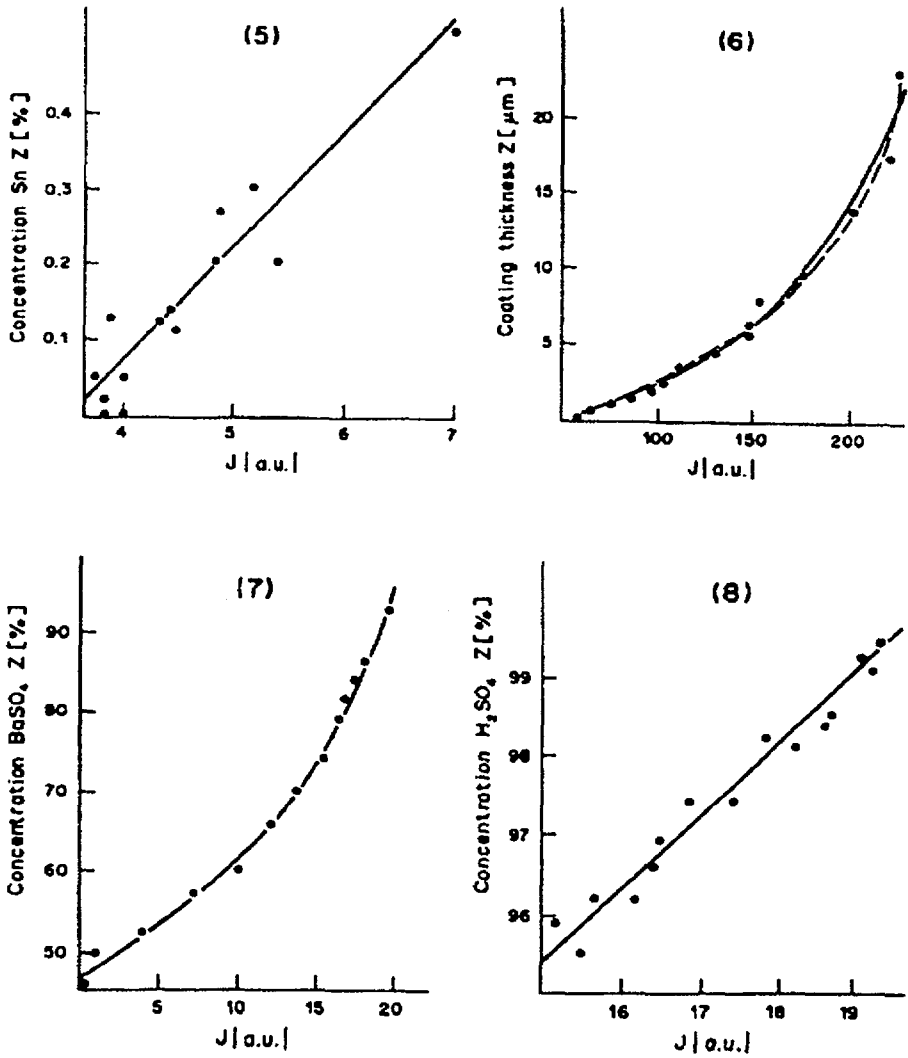 (5)
Concentration Sn Z [%]
0.4
0.3
0.2
0.1
4 5 6 7
J |a.u.|
(6)
Coating thickness Z [μm]
20
15
10
5
100 150 200
J |a.u.|
(7)
Concentration BaSO₄ Z [%]
90
80
70
60
50
5 10 15 20
J |a.u.|
(8)
Concentration H₂SO₄ Z [%]
99
98
97
96
16 17 18 19
J |a.u.|